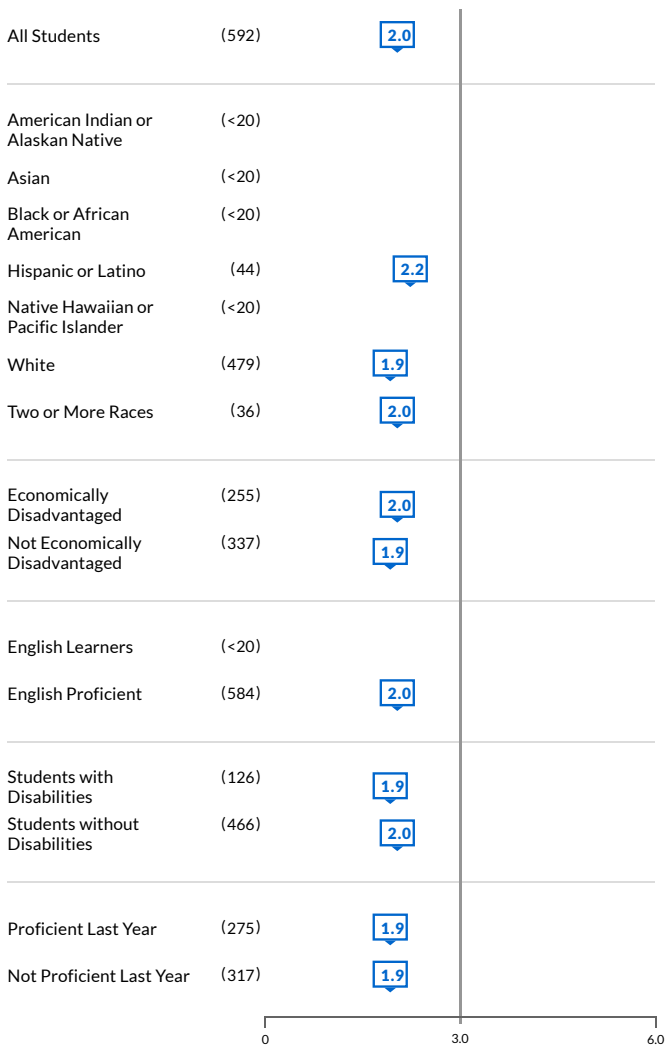 All Students (592) 2.0
American Indian or (<20)
Alaskan Native
Asian (<20)
Black or African (<20)
American
Hispanic or Latino (44) 2.2
Native Hawaiian or (<20)
Pacific Islander
White (479) 1.9
Two or More Races (36) 2.0
Economically (255) 2.0
Disadvantaged
Not Economically (337) 1.9
Disadvantaged
English Learners (<20)
English Proficient (584) 2.0
Students with (126) 1.9
Disabilities
Students without (466) 2.0
Disabilities
Proficient Last Year (275) 1.9
Not Proficient Last Year (317) 1.9
0 3.0 6.0